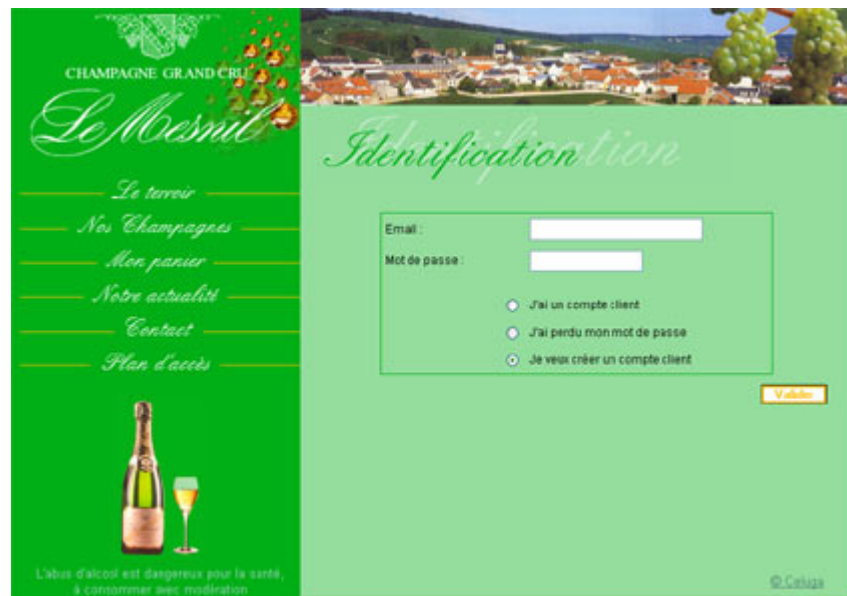 CHAMPAGNE GRAND CRU
Le Mesnil
Le terroir
Nos Champagnes
Mon panier
Notre actualité
Contact
Plan d'accès
L'abus d'alcool est dangereux pour la santé,
à consommer avec modération
Identification
Email :
Mot de passe :
J'ai un compte client
J'ai perdu mon mot de passe
Je veux créer un compte client
Valider
© Celuga